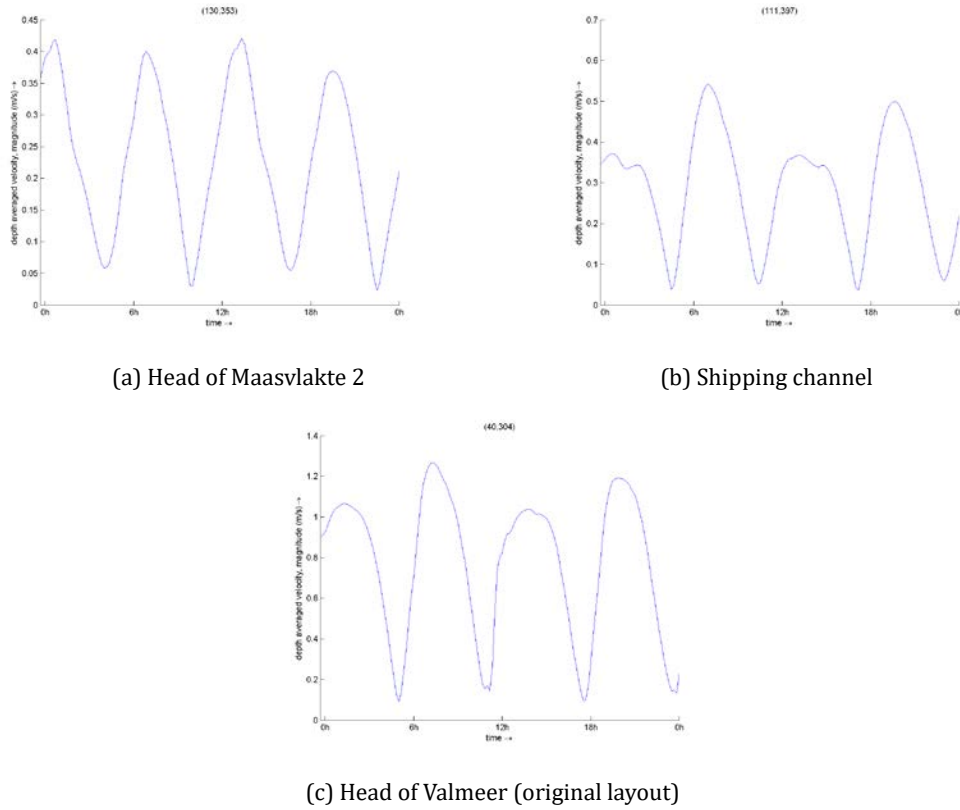 (130,353)
0.45
0.4
0.35
0.3
0.25
0.2
0.15
0.1
0.05
0
depth averaged velocity, magnitude (m/s) →
0h 6h 12h 18h 0h
time →
(a) Head of Maasvlakte 2
(111,397)
0.7
0.6
0.5
0.4
0.3
0.2
0.1
0
depth averaged velocity, magnitude (m/s) →
0h 6h 12h 18h 0h
time →
(b) Shipping channel
(40,304)
1.4
1.2
1
0.8
0.6
0.4
0.2
0
depth averaged velocity, magnitude (m/s) →
0h 6h 12h 18h 0h
time →
(c) Head of Valmeer (original layout)